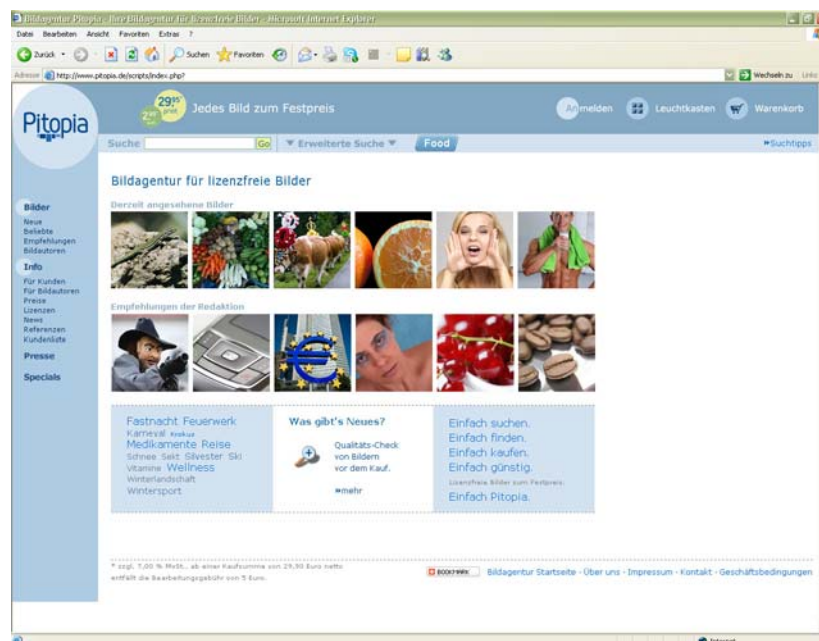 Bildagentur Pitopia - Ihre Bildagentur für lizenzfreie Bilder - Microsoft Internet Explorer
Datei Bearbeiten Ansicht Favoriten Extras ?
Zurück Suchen Favoriten
Adresse http://www.pitopia.de/scripts/index.php? Wechseln zu Links
Pitopia
29,95
Jedes Bild zum Festpreis
Anmelden Leuchtkasten Warenkorb
Suche Go Erweiterte Suche Food »Suchtipps
Bildagentur für lizenzfreie Bilder
Derzeit angesehene Bilder
Bilder
Neue
Beliebte
Empfehlungen
Bildautoren
Info
Für Kunden
Für Bildautoren
Preise
Lizenzen
News
Referenzen
Kundenliste
Presse
Specials
Empfehlungen der Redaktion
Fastnacht Feuerwerk
Karneval Krokus
Medikamente Reise
Schnee Sekt Silvester Ski
Vitamine Wellness
Winterlandschaft
Wintersport
Was gibt's Neues?
Qualitäts-Check
von Bildern
vor dem Kauf.
»mehr
Einfach suchen.
Einfach finden.
Einfach kaufen.
Einfach günstig.
Lizenzfreie Bilder zum Festpreis.
Einfach Pitopia.
* zzgl. 7,00 % MwSt., ab einer Kaufsumme von 29,90 Euro netto
entfällt die Bearbeitungsgebühr von 5 Euro.
BOOKMARK
Bildagentur Startseite - Über uns - Impressum - Kontakt - Geschäftsbedingungen
Internet